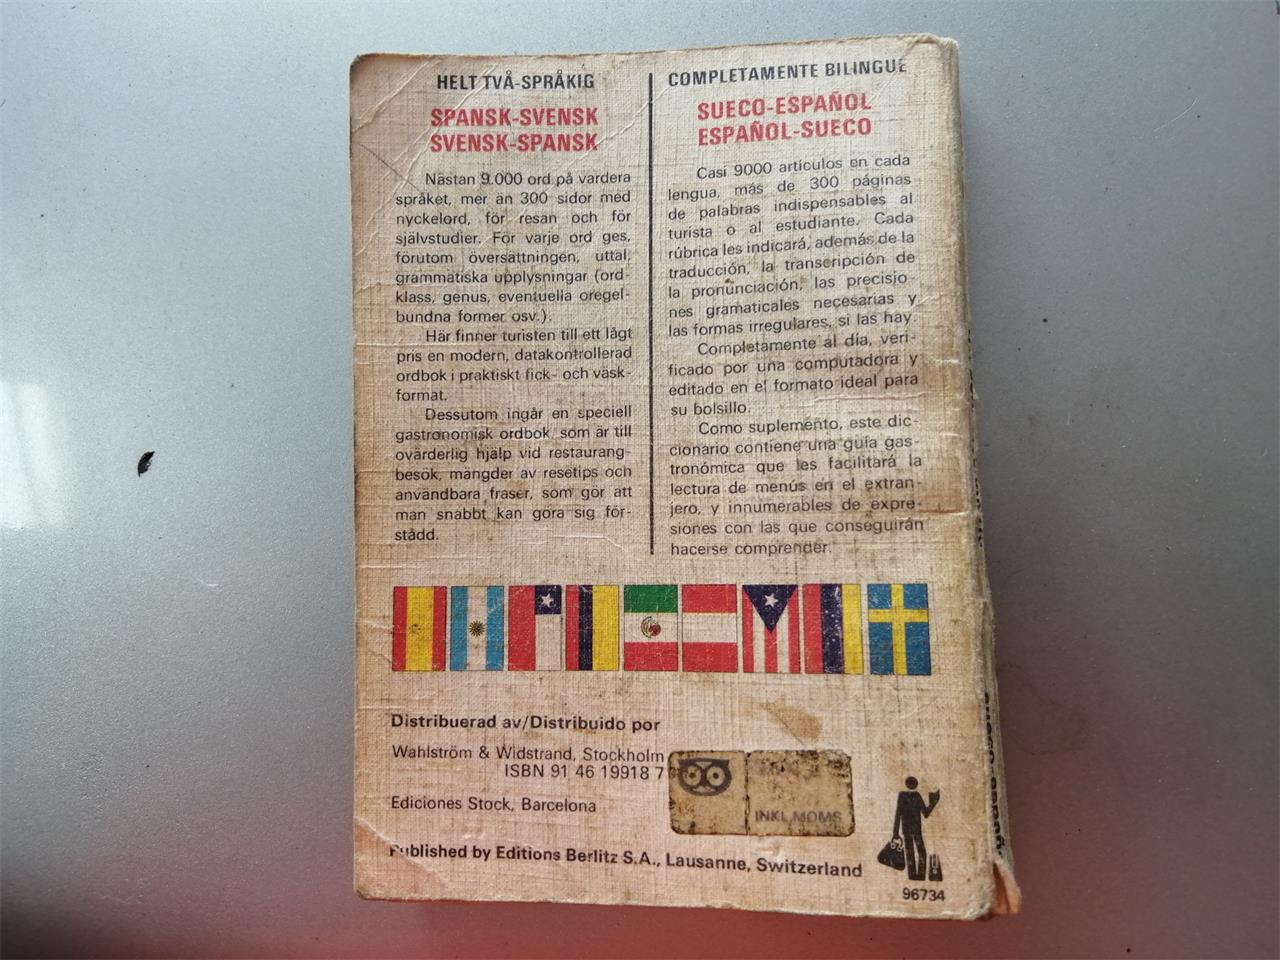 HELT TVÅ-SPRÅKIG
SPANSK-SVENSK
SVENSK-SPANSK
Nästan 9.000 ord på vardera
språket, mer än 300 sidor med
nyckelord, för resan och för
självstudier. För varje ord ges,
förutom översättningen, uttal,
grammatiska upplysningar (ord-
klass, genus, eventuella oregel-
bundna former osv.).
Här finner turisten till ett lågt
pris en modern, datakontrollerad
ordbok i praktiskt fick- och väsk-
format.
Dessutom ingår en speciell
gastronomisk ordbok, som är till
ovärderlig hjälp vid restaurang-
besök, mängder av resetips och
användbara fraser, som gör att
man snabbt kan göra sig för-
stådd.
COMPLETAMENTE BILINGUE
SUECO-ESPAÑOL
ESPAÑOL-SUECO
Casi 9000 artículos en cada
lengua, más de 300 páginas
de palabras indispensables al
turista o al estudiante. Cada
rúbrica les indicará, además de la
traducción, la transcripción de
la pronunciación, las precisio-
nes gramaticales necesarias y
las formas irregulares, si las hay.
Completamente al día, veri-
ficado por una computadora y
editado en el formato ideal para
su bolsillo.
Como suplemento, este dic-
cionario contiene una guía gas-
tronómica que les facilitará la
lectura de menús en el extran-
jero, y innumerables de expre-
siones con las que conseguirán
hacerse comprender.
Distribuerad av/Distribuido por
Wahlström & Widstrand, Stockholm
ISBN 91 46 19918 7
Ediciones Stock, Barcelona
INKL MOMS
Published by Editions Berlitz S.A., Lausanne, Switzerland
96734